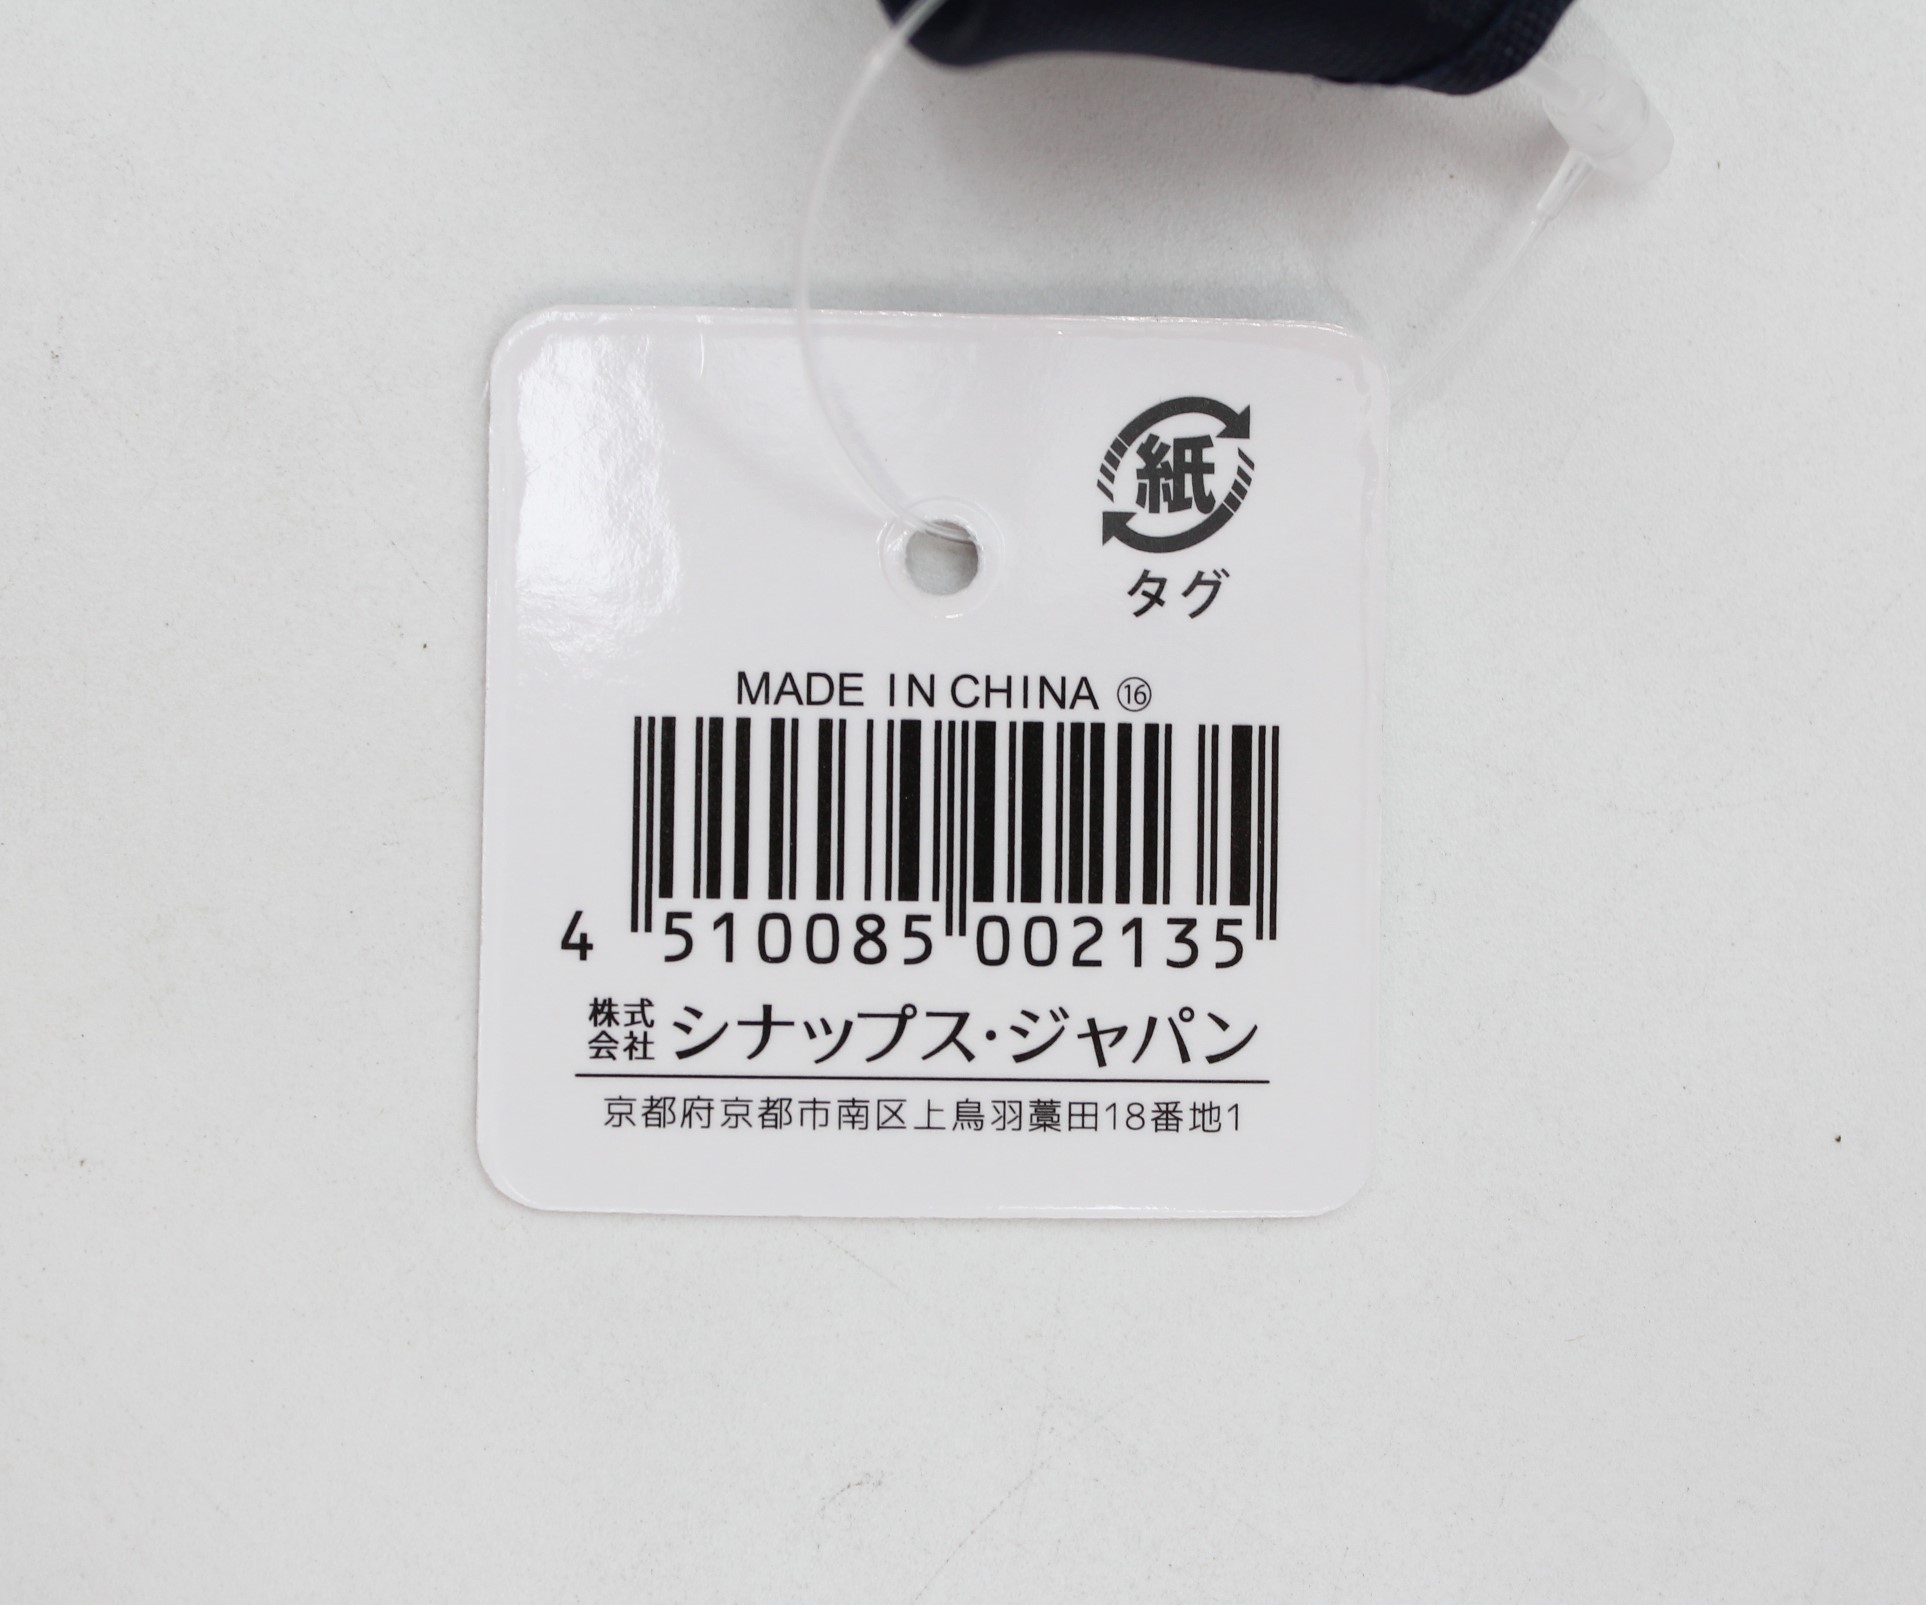 紙
タグ
MADE IN CHINA ⑯
4 510085 002135
株式会社 シナップス・ジャパン
京都府京都市南区上鳥羽藁田18番地1